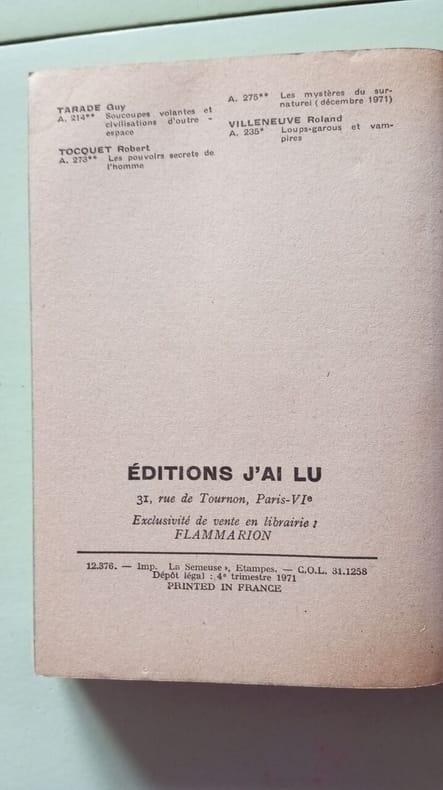 TARADE Guy
A. 214** Soucoupes volantes et
civilisations d'outre -
espace
TOCQUET Robert
A. 273** Les pouvoirs secrets de
l'homme
A. 275** Les mystères du sur-
naturel (décembre 1971)
VILLENEUVE Roland
A. 235* Loups-garous et vam-
pires
ÉDITIONS J'AI LU
31, rue de Tournon, Paris-VIe
Exclusivité de vente en librairie :
FLAMMARION
12.376. — Imp. La Semeuse », Etampes. — C.O.L. 31.1258
Dépôt légal : 4e trimestre 1971
PRINTED IN FRANCE